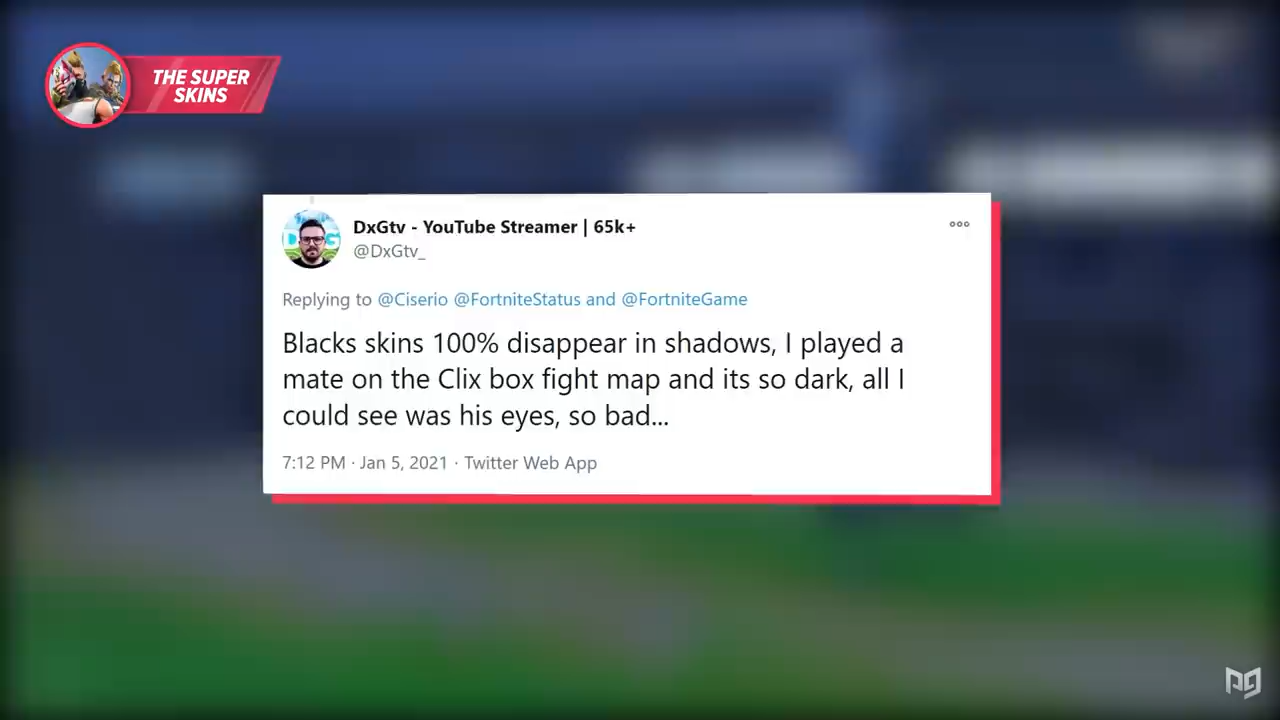 THE SUPER
SKINS
DxGtv - YouTube Streamer | 65k+
@DxGtv_
Replying to @Ciserio @FortniteStatus and @FortniteGame
Blacks skins 100% disappear in shadows, I played a
mate on the Clix box fight map and its so dark, all I
could see was his eyes, so bad...
7:12 PM · Jan 5, 2021 · Twitter Web App